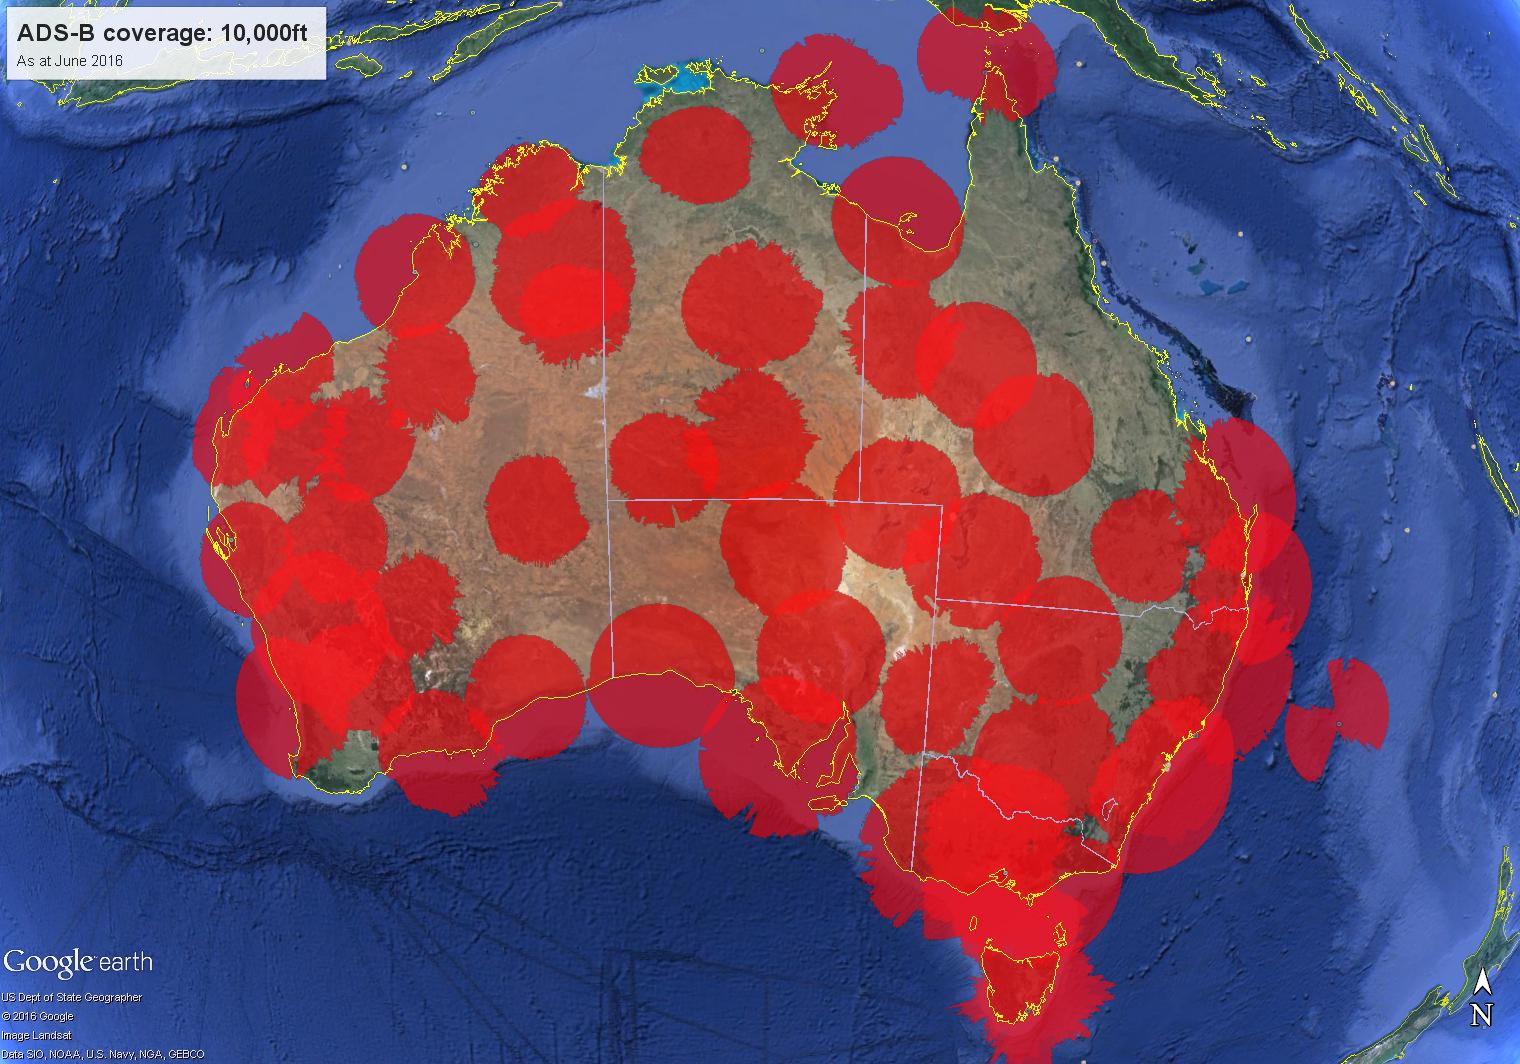 ADS-B coverage: 10,000ft
As at June 2016
Google earth
US Dept of State Geographer
© 2016 Google
Image Landsat
Data SIO, NOAA, U.S. Navy, NGA, GEBCO
N